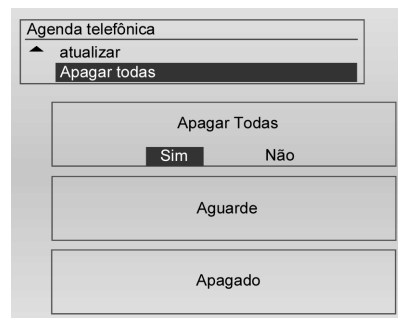 Agenda telefônica
atualizar
Apagar todas
Apagar Todas
Sim Não
Aguarde
Apagado